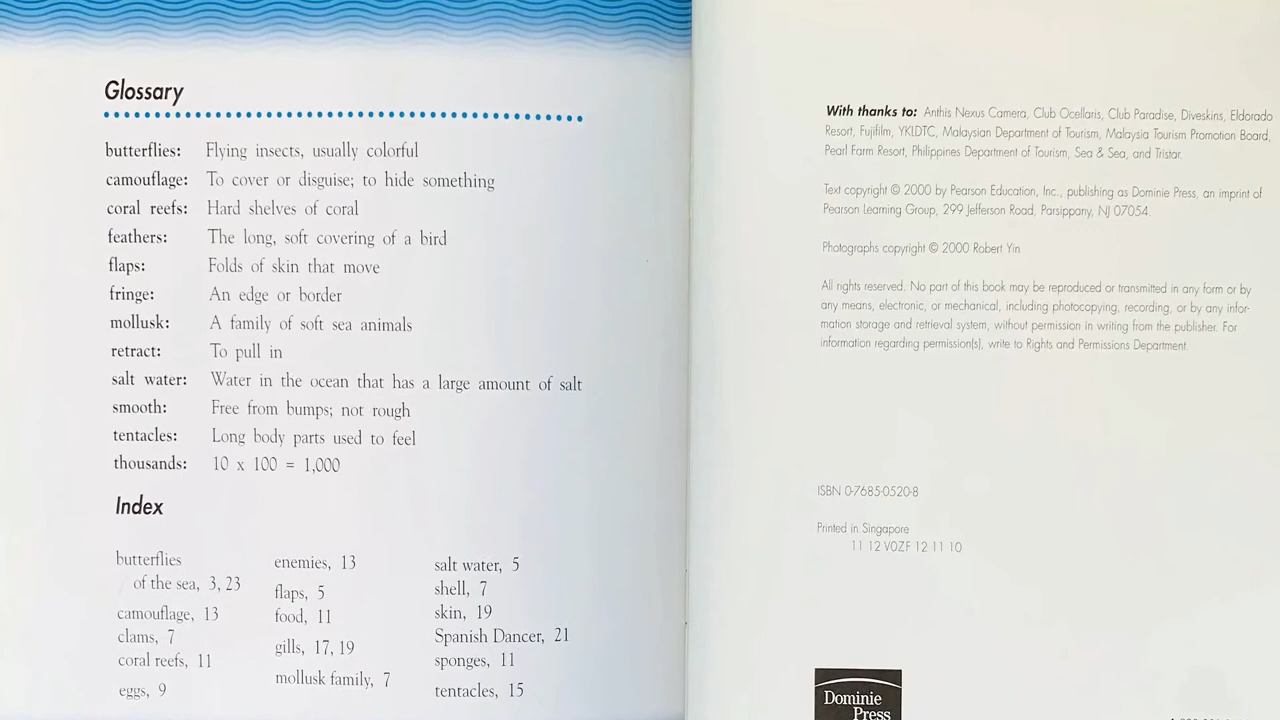 Glossary
butterflies: Flying insects, usually colorful
camouflage: To cover or disguise; to hide something
coral reefs: Hard shelves of coral
feathers: The long, soft covering of a bird
flaps: Folds of skin that move
fringe: An edge or border
mollusk: A family of soft sea animals
retract: To pull in
salt water: Water in the ocean that has a large amount of salt
smooth: Free from bumps; not rough
tentacles: Long body parts used to feel
thousands: 10 x 100 = 1,000
Index
butterflies
of the sea, 3, 23
camouflage, 13
clams, 7
coral reefs, 11
eggs, 9
enemies, 13
flaps, 5
food, 11
gills, 17, 19
mollusk family, 7
salt water, 5
shell, 7
skin, 19
Spanish Dancer, 21
sponges, 11
tentacles, 15
With thanks to: Anthis Nexus Camera, Club Ocellaris, Club Paradise, Diveskins, Eldorado
Resort, Fujifilm, YKLDTC, Malaysian Department of Tourism, Malaysia Tourism Promotion Board,
Pearl Farm Resort, Philippines Department of Tourism, Sea & Sea, and Tristar.
Text copyright © 2000 by Pearson Education, Inc., publishing as Dominie Press, an imprint of
Pearson Learning Group, 299 Jefferson Road, Parsippany, NJ 07054.
Photographs copyright © 2000 Robert Yin
All rights reserved. No part of this book may be reproduced or transmitted in any form or by
any means, electronic, or mechanical, including photocopying, recording, or by any infor-
mation storage and retrieval system, without permission in writing from the publisher. For
information regarding permission(s), write to Rights and Permissions Department.
ISBN 0-7685-0520-8
Printed in Singapore
11 12 V0ZF 12 11 10
Dominie
Press